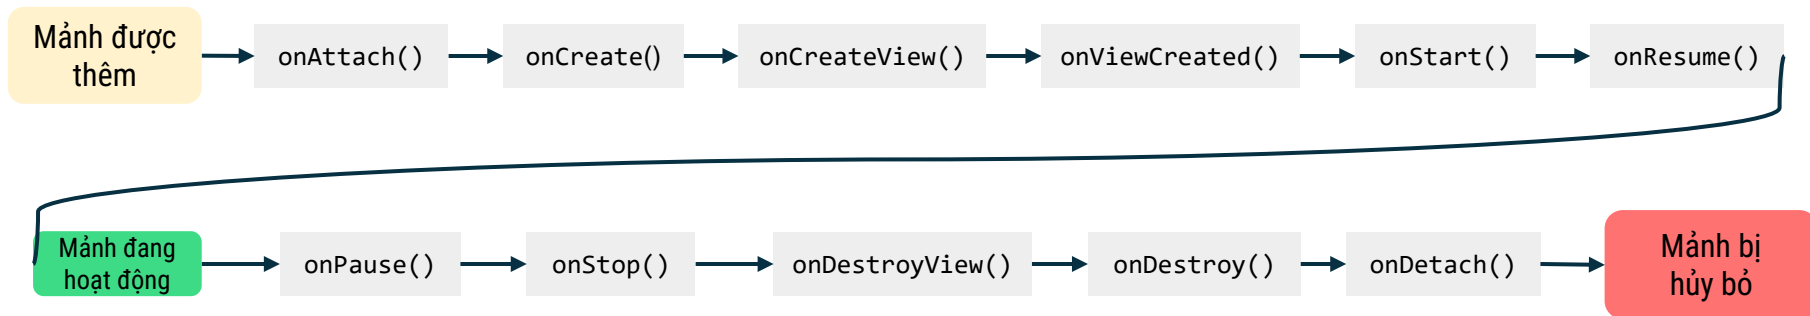 Mảnh được
thêm
onAttach()
onCreate()
onCreateView()
onViewCreated()
onStart()
onResume()
Mảnh đang
hoạt động
onPause()
onStop()
onDestroyView()
onDestroy()
onDetach()
Mảnh bị
hủy bỏ